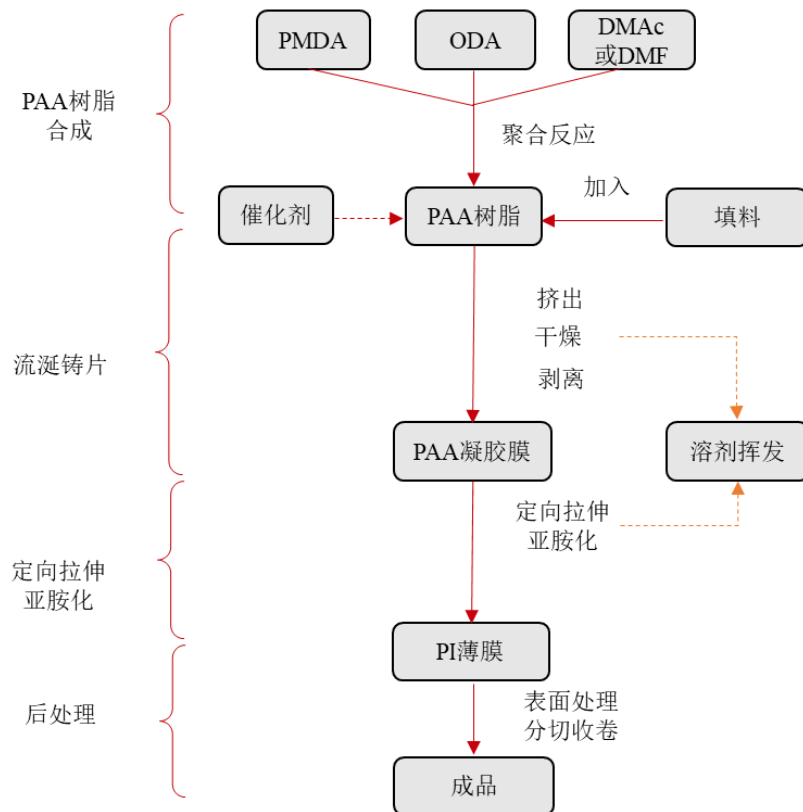 PMDA
ODA
DMAc
或DMF
PAA树脂
合成
聚合反应
催化剂
PAA树脂
加入
填料
挤出
干燥
剥离
流涎铸片
PAA凝胶膜
溶剂挥发
定向拉伸
亚胺化
定向拉伸
亚胺化
PI薄膜
后处理
表面处理
分切收卷
成品